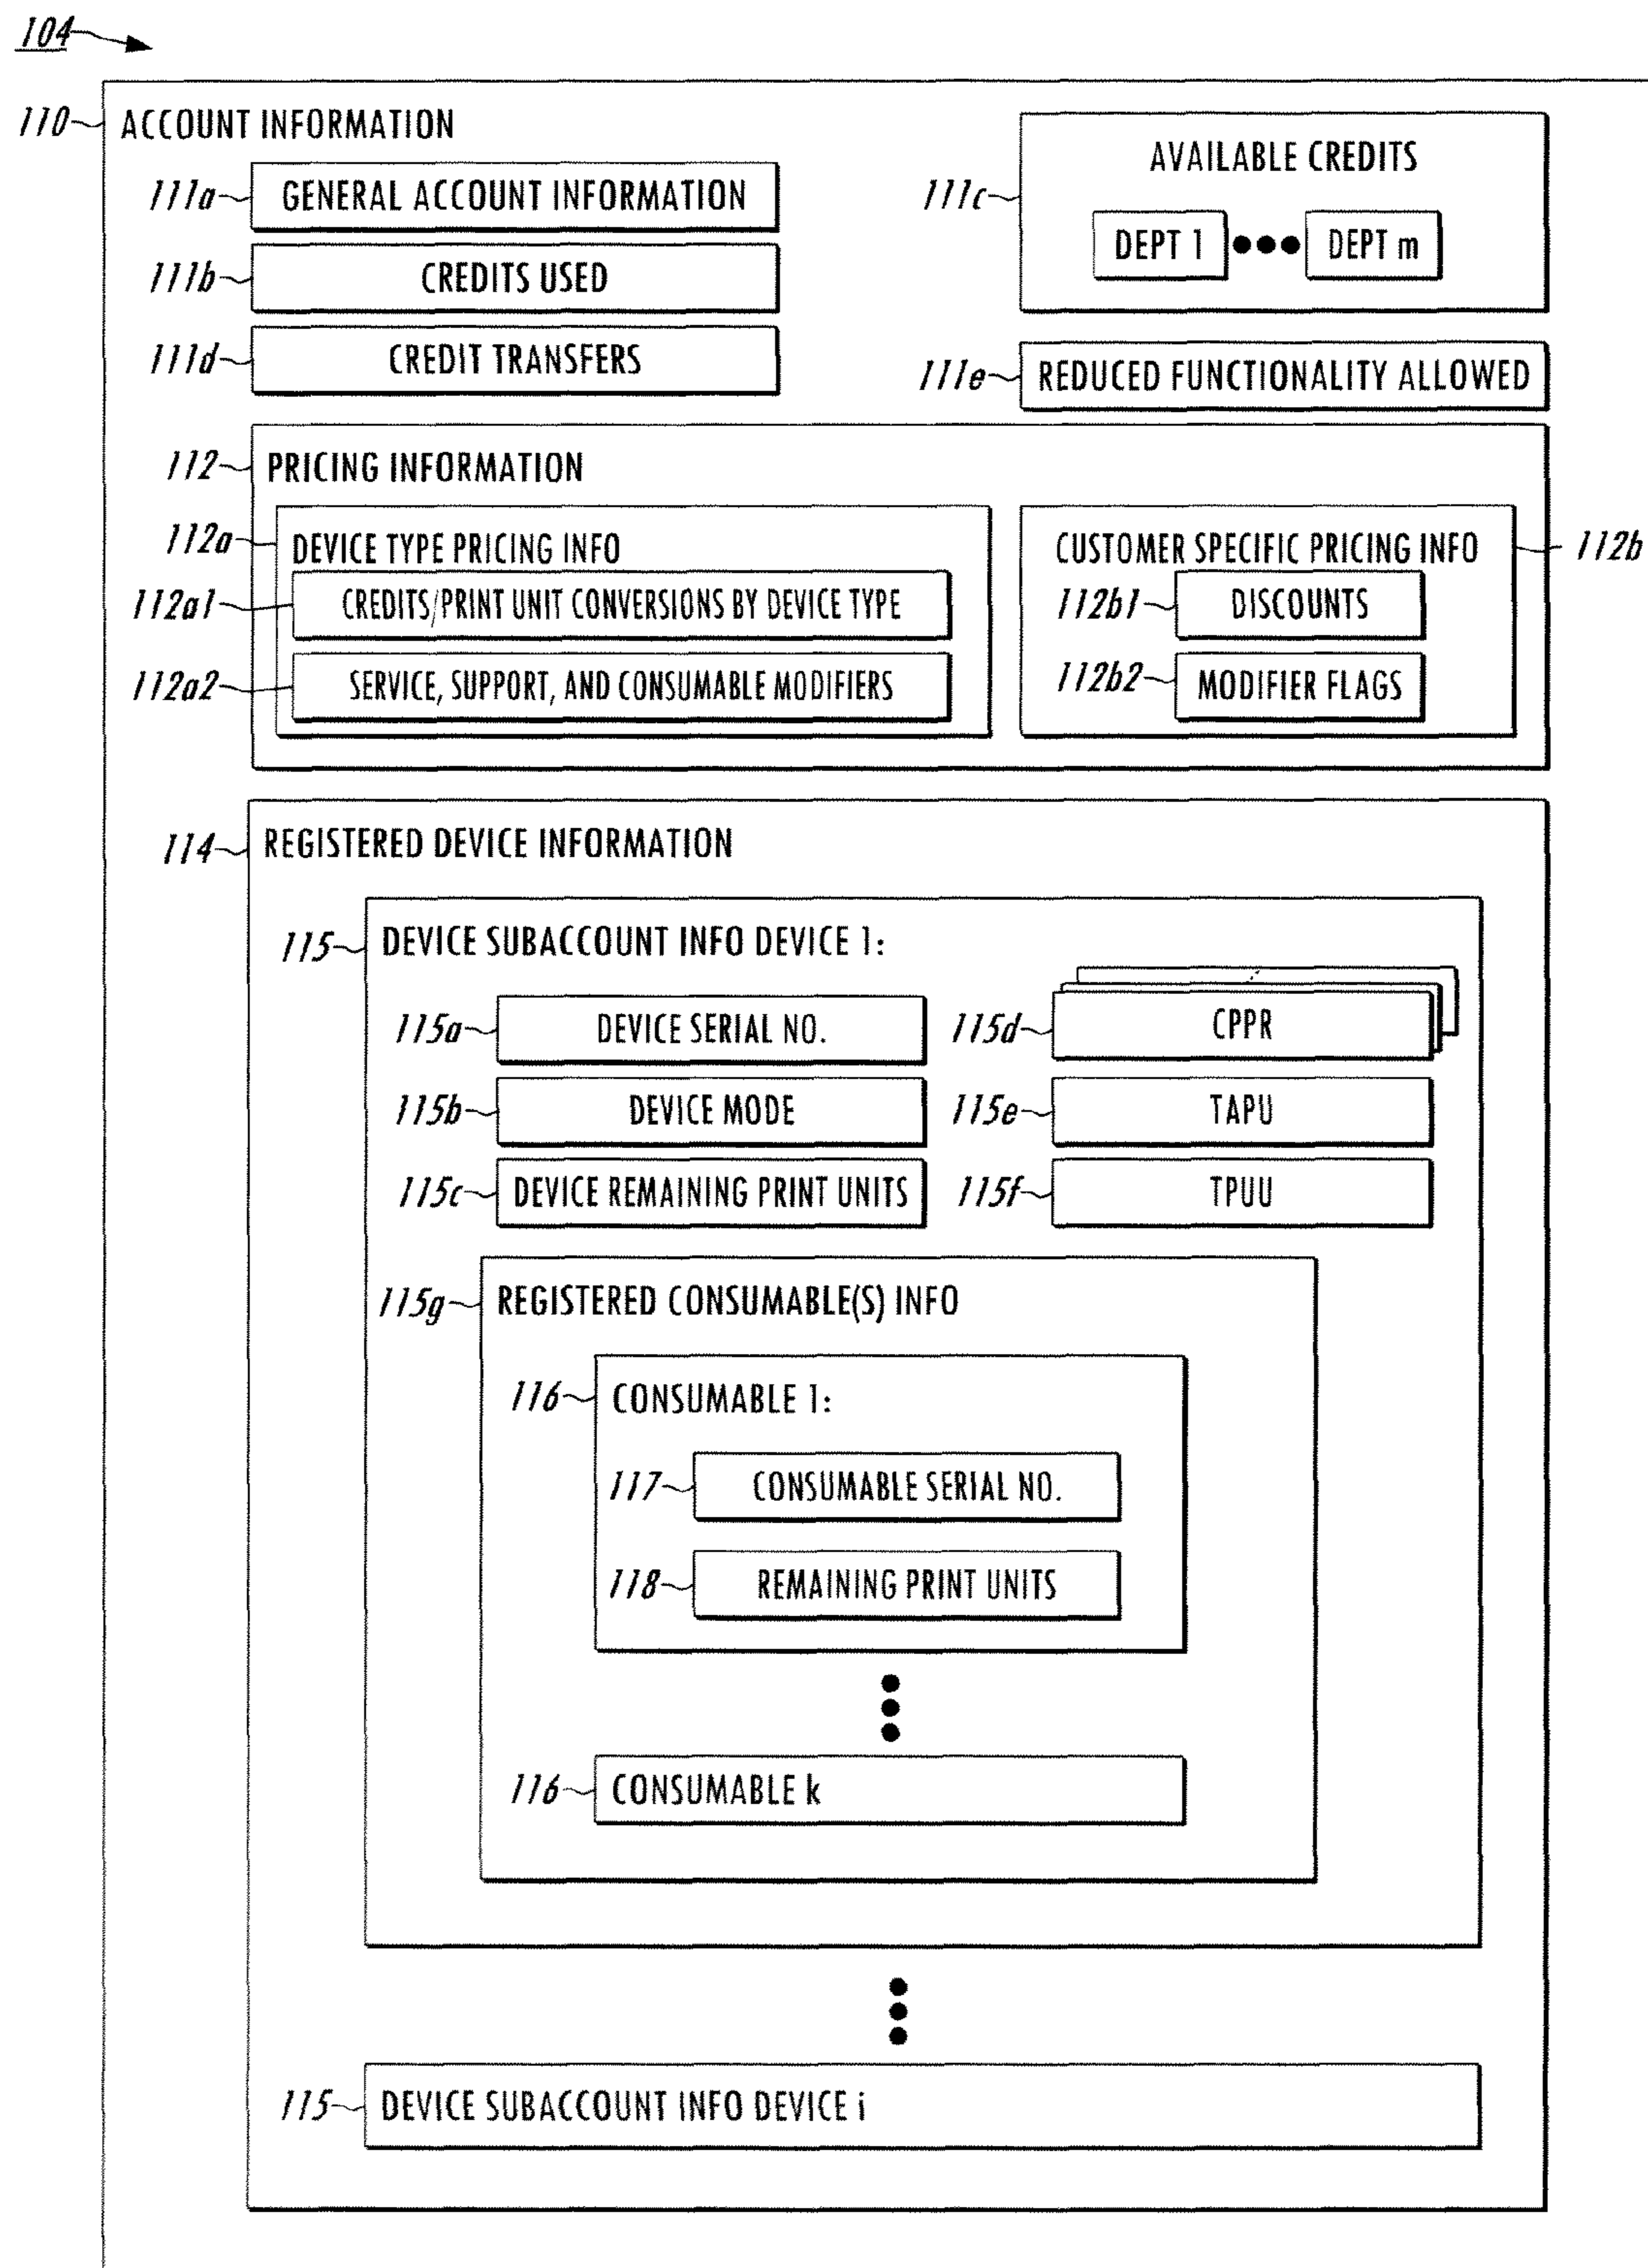 104
110 ACCOUNT INFORMATION
111a GENERAL ACCOUNT INFORMATION
111b CREDITS USED
111d CREDIT TRANSFERS
111c AVAILABLE CREDITS
DEPT 1 ●●● DEPT m
111e REDUCED FUNCTIONALITY ALLOWED
112 PRICING INFORMATION
112a DEVICE TYPE PRICING INFO
112a1 CREDITS/PRINT UNIT CONVERSIONS BY DEVICE TYPE
112a2 SERVICE, SUPPORT, AND CONSUMABLE MODIFIERS
CUSTOMER SPECIFIC PRICING INFO 112b
112b1 DISCOUNTS
112b2 MODIFIER FLAGS
114 REGISTERED DEVICE INFORMATION
115 DEVICE SUBACCOUNT INFO DEVICE 1:
115a DEVICE SERIAL NO.
115b DEVICE MODE
115c DEVICE REMAINING PRINT UNITS
115d CPPR
115e TAPU
115f TPUU
115g REGISTERED CONSUMABLE(S) INFO
116 CONSUMABLE 1:
117 CONSUMABLE SERIAL NO.
118 REMAINING PRINT UNITS
116 CONSUMABLE k
115 DEVICE SUBACCOUNT INFO DEVICE i